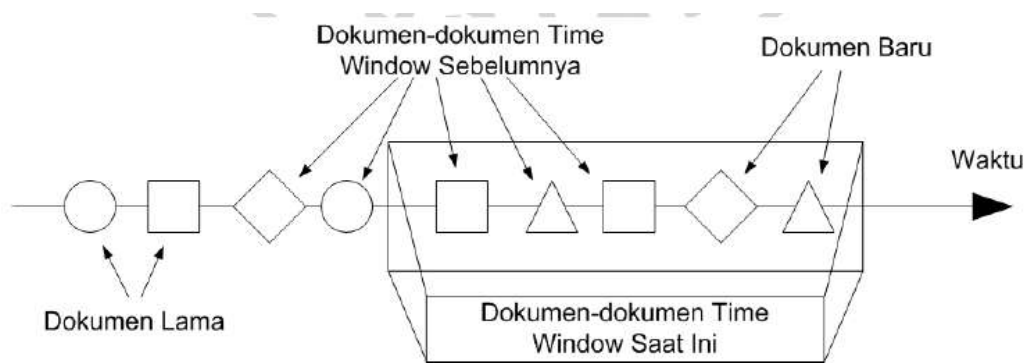 Dokumen-dokumen Time
Window Sebelumnya
Dokumen Baru
Waktu
Dokumen Lama
Dokumen-dokumen Time
Window Saat Ini